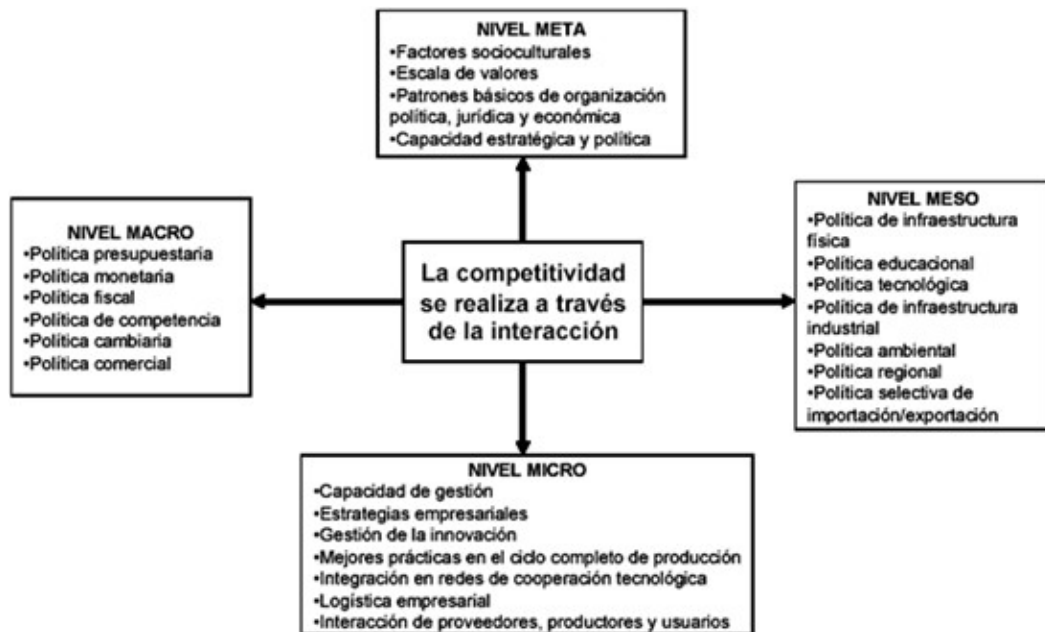 NIVEL META
•Factores socioculturales
•Escala de valores
•Patrones básicos de organización
política, jurídica y económica
•Capacidad estratégica y política
NIVEL MACRO
•Política presupuestaria
•Política monetaria
•Política fiscal
•Política de competencia
•Política cambiaría
•Política comercial
La competitividad
se realiza a través
de la interacción
NIVEL MESO
•Política de infraestructura
física
•Política educacional
•Política tecnológica
•Política de infraestructura
industrial
•Política ambiental
•Política regional
•Política selectiva de
importación/exportación
NIVEL MICRO
•Capacidad de gestión
•Estrategias empresariales
•Gestión de la innovación
•Mejores prácticas en el ciclo completo de producción
•Integración en redes de cooperación tecnológica
•Logística empresarial
•Interacción de proveedores, productores y usuarios